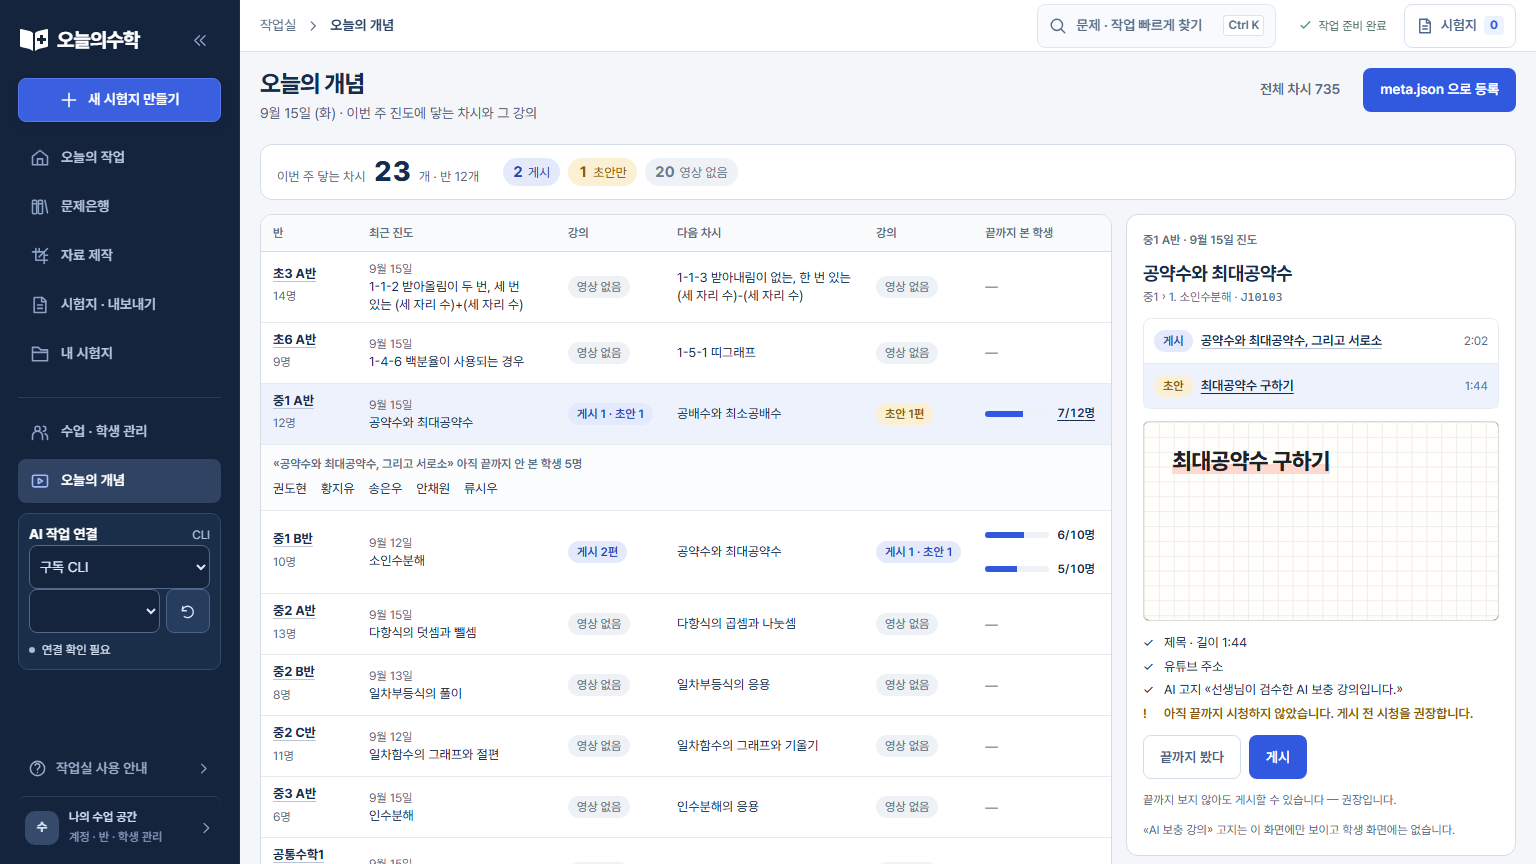 오늘의수학
새 시험지 만들기
오늘의 작업
문제은행
자료 제작
시험지 · 내보내기
내 시험지
수업 · 학생 관리
오늘의 개념
AI 작업 연결 CLI
구독 CLI
연결 확인 필요
작업실 사용 안내
수
나의 수업 공간
계정 · 반 · 학생 관리
작업실 > 오늘의 개념
문제 · 작업 빠르게 찾기 Ctrl K
작업 준비 완료
시험지 0
오늘의 개념
9월 15일 (화) · 이번 주 진도에 닿는 차시와 그 강의
전체 차시 735
meta.json 으로 등록
이번 주 닿는 차시 23 개 · 반 12개
2 게시
1 초안만
20 영상 없음
반 최근 진도 강의 다음 차시 강의 끝까지 본 학생
초3 A반
14명
9월 15일
1-1-2 받아올림이 두 번, 세 번
있는 (세 자리 수)+(세 자리 수)
영상 없음
1-1-3 받아내림이 없는, 한 번 있는
(세 자리 수)-(세 자리 수)
영상 없음
—
초6 A반
9명
9월 15일
1-4-6 백분율이 사용되는 경우
영상 없음
1-5-1 띠그래프
영상 없음
—
중1 A반
12명
9월 15일
공약수와 최대공약수
게시 1 · 초안 1
공배수와 최소공배수
초안 1편
7/12명
«공약수와 최대공약수, 그리고 서로소» 아직 끝까지 안 본 학생 5명
권도현 황지유 송은우 안채원 류시우
중1 B반
10명
9월 12일
소인수분해
게시 2편
공약수와 최대공약수
게시 1 · 초안 1
6/10명
5/10명
중2 A반
13명
9월 15일
다항식의 덧셈과 뺄셈
영상 없음
다항식의 곱셈과 나눗셈
영상 없음
—
중2 B반
8명
9월 13일
일차부등식의 풀이
영상 없음
일차부등식의 응용
영상 없음
—
중2 C반
11명
9월 12일
일차함수의 그래프와 절편
영상 없음
일차함수의 그래프와 기울기
영상 없음
—
중3 A반
6명
9월 15일
인수분해
영상 없음
인수분해의 응용
영상 없음
—
공통수학1
9월 15일
중1 A반 · 9월 15일 진도
공약수와 최대공약수
중1 › 1. 소인수분해 · J10103
게시 공약수와 최대공약수, 그리고 서로소 2:02
초안 최대공약수 구하기 1:44
최대공약수 구하기
제목 · 길이 1:44
유튜브 주소
AI 고지 «선생님이 검수한 AI 보충 강의입니다.»
! 아직 끝까지 시청하지 않았습니다. 게시 전 시청을 권장합니다.
끝까지 봤다
게시
끝까지 보지 않아도 게시할 수 있습니다 — 권장입니다.
«AI 보충 강의» 고지는 이 화면에만 보이고 학생 화면에는 없습니다.